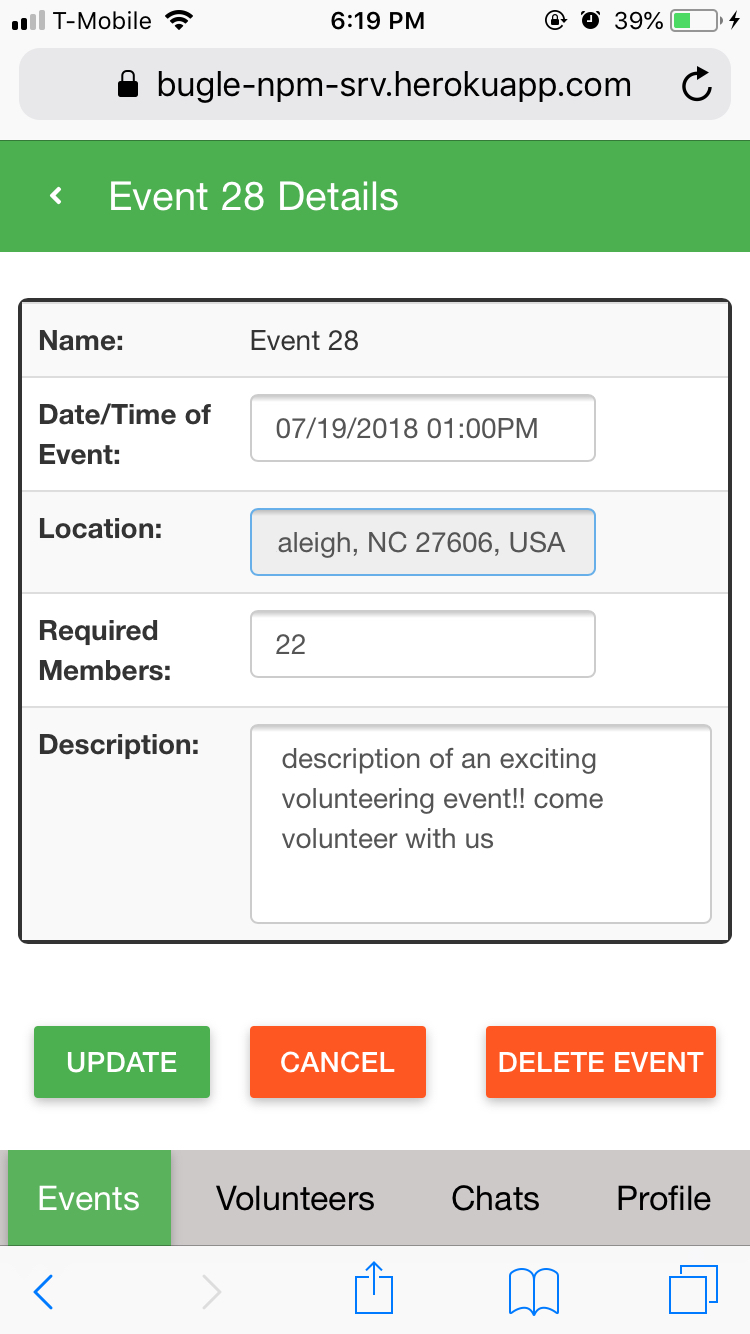 T-Mobile 6:19 PM 39%
bugle-npm-srv.herokuapp.com
Event 28 Details
Name: Event 28
Date/Time of Event: 07/19/2018 01:00PM
Location: aleigh, NC 27606, USA
Required Members: 22
Description: description of an exciting
volunteering event!! come
volunteer with us
UPDATE CANCEL DELETE EVENT
Events Volunteers Chats Profile